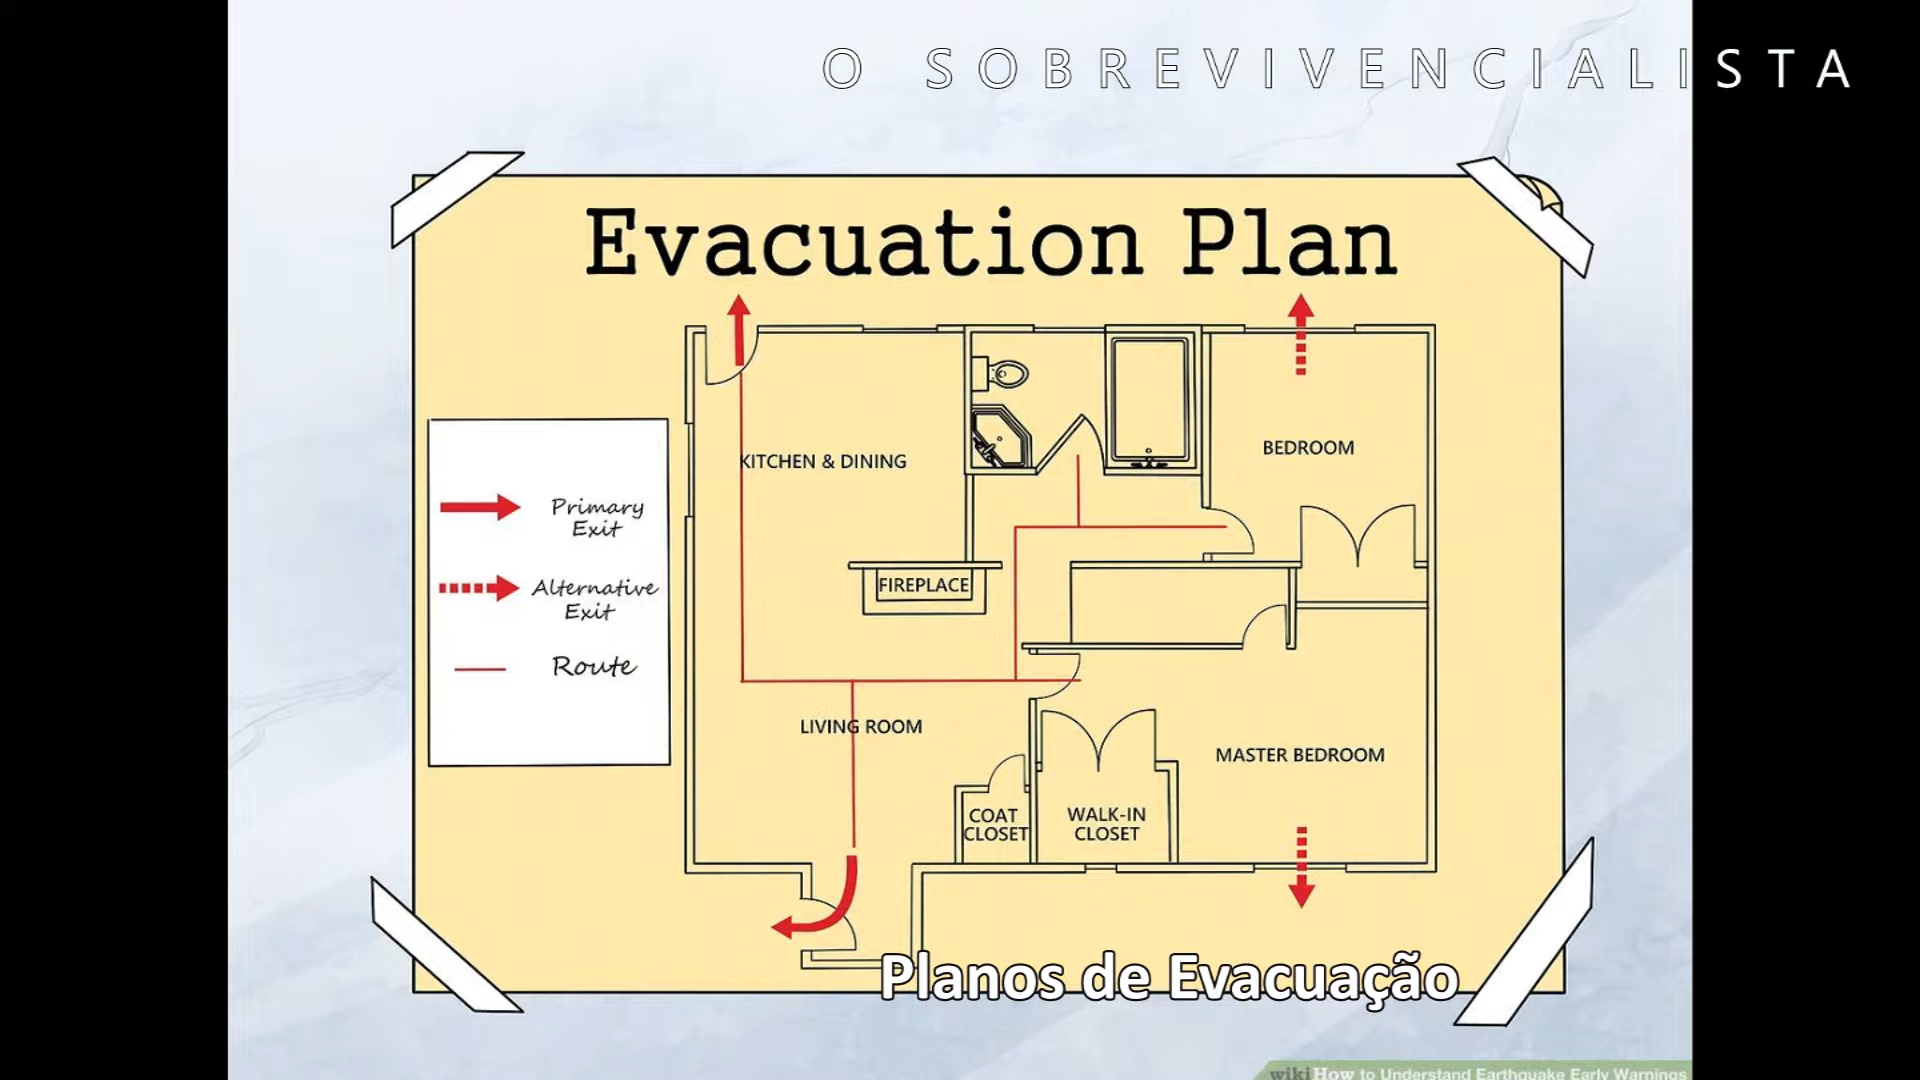 O SOBREVIVENCIALISTA
Evacuation Plan
KITCHEN & DINING
BEDROOM
Primary
Exit
Alternative
Exit
Route
FIREPLACE
LIVING ROOM
MASTER BEDROOM
COAT
CLOSET
WALK-IN
CLOSET
Planos de Evacuação
wikiHow to Understand Earthquake Early Warnings